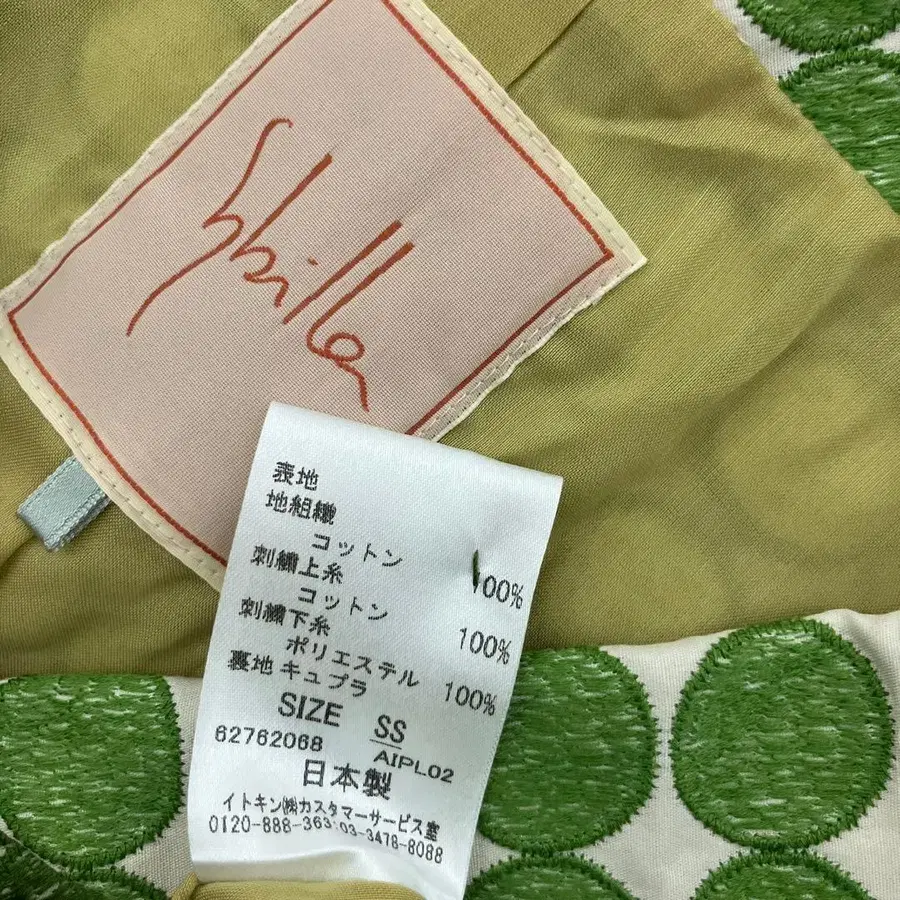 Sybilla
表地
地組織
コットン 100%
刺繍上糸
コットン 100%
刺繍下糸
ポリエステル 100%
裏地 キュプラ
SIZE SS
62762068 AIPL02
日本製
イトキン㈱カスタマーサービス室
0120-888-363:03-3478-8088